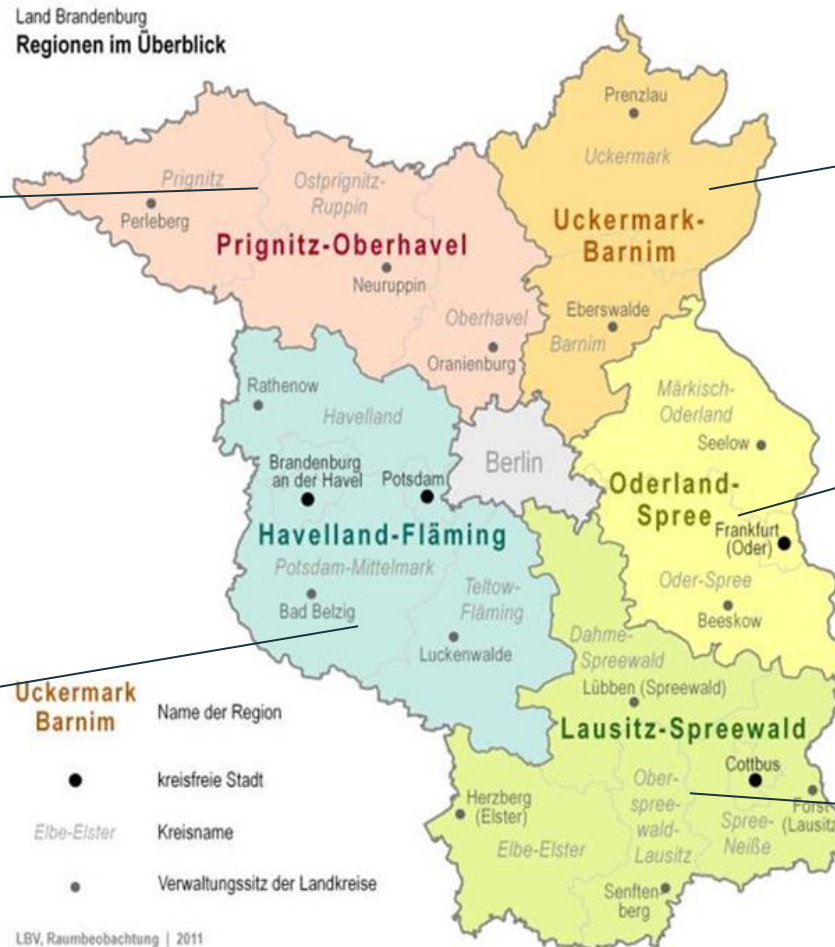 Land Brandenburg
Regionen im Überblick
Prenzlau
Uckermark
Prignitz
Ostprignitz-
Ruppin
Perleberg
Uckermark-
Barnim
Prignitz-Oberhavel
Neuruppin
Oberhavel
Eberswalde
Barnim
Oranienburg
Rathenow
Havelland
Märkisch-
Oderland
Seelow
Berlin
Brandenburg
an der Havel
Potsdam
Oderland-
Spree
Frankfurt
(Oder)
Havelland-Fläming
Potsdam-Mittelmark
Teltow-
Fläming
Bad Belzig
Luckenwalde
Oder-Spree
Beeskow
Dahme-
Spreewald
Lübben (Spreewald)
Lausitz-Spreewald
Cottbus
Forst
(Lausitz
Herzberg
(Elster)
Elbe-Elster
Ober-
spree-
wald-
Lausitz
Spree-
Neiße
Senften-
berg
Uckermark
Barnim
Name der Region
kreisfreie Stadt
Elbe-Elster
Kreisname
Verwaltungssitz der Landkreise
LBV, Raumbeobachtung | 2011